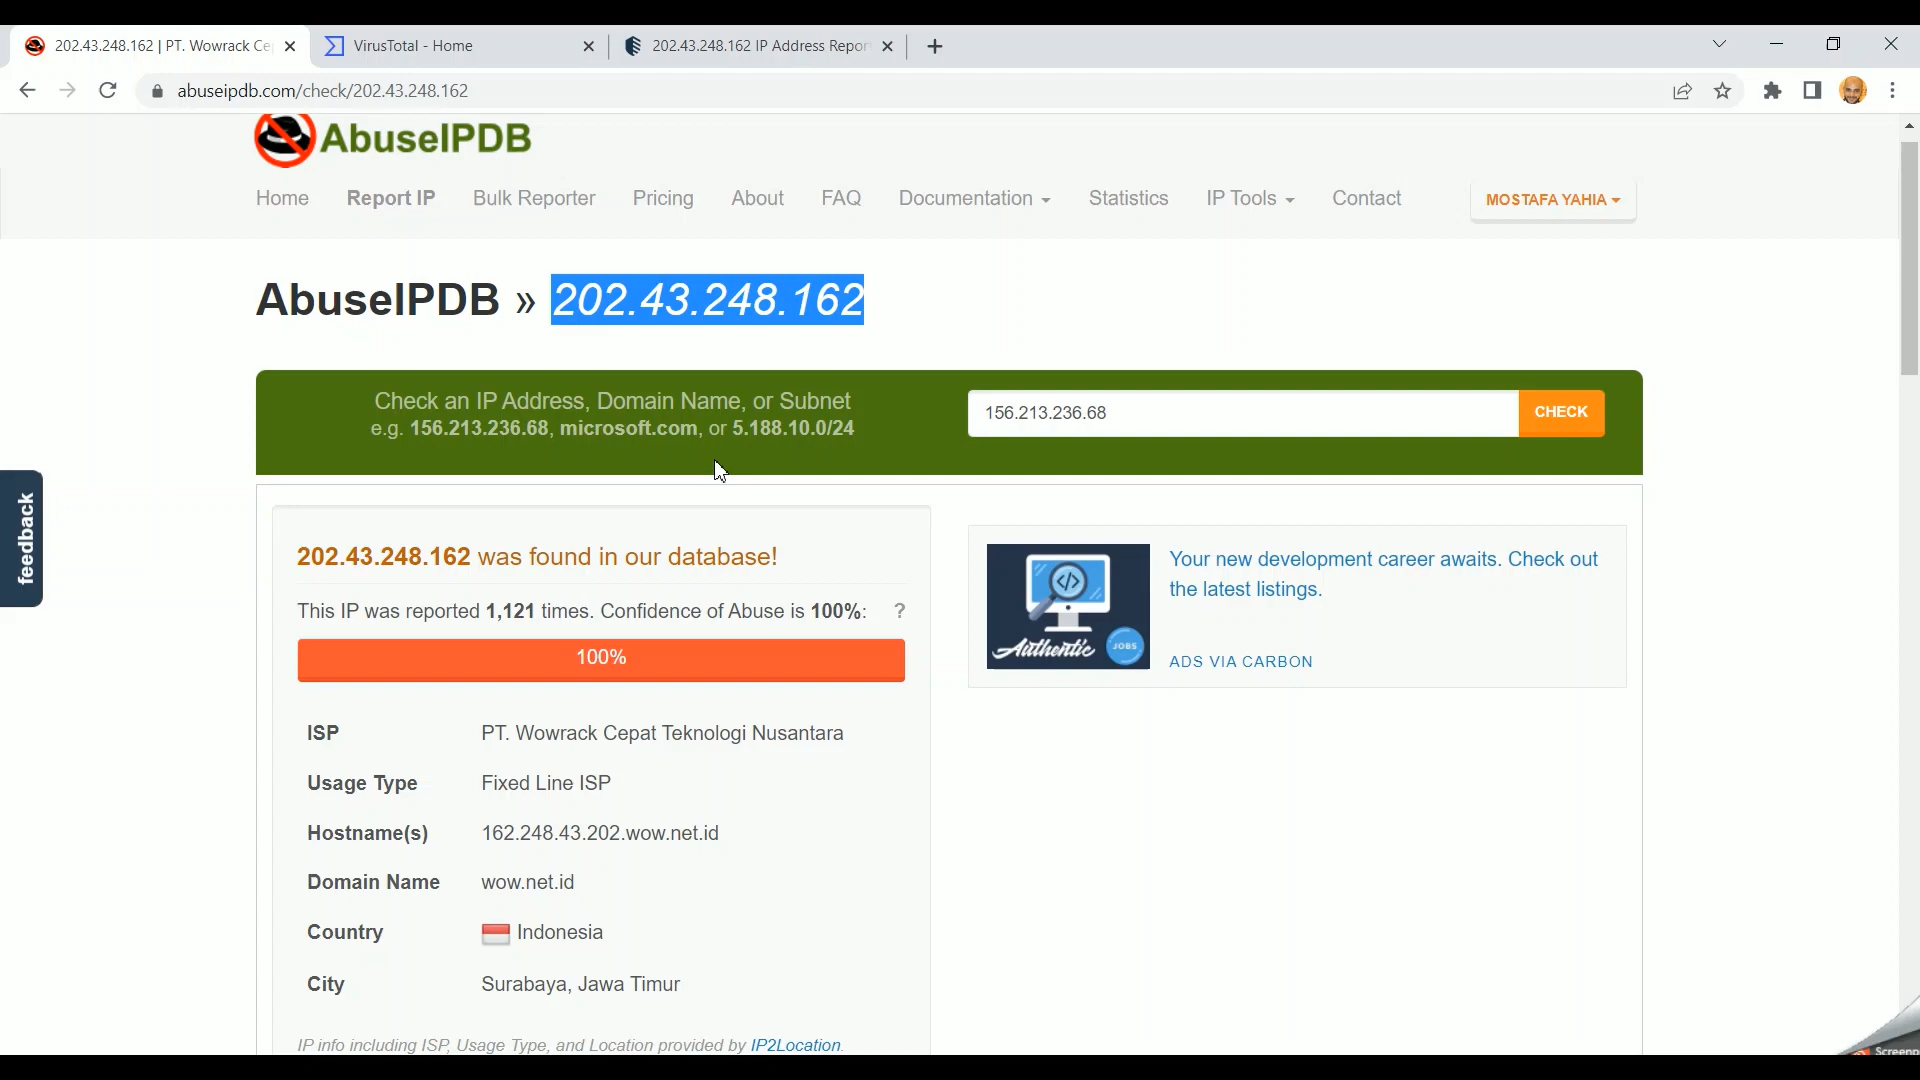 202.43.248.162 | PT. Wowrack Ce
VirusTotal - Home
202.43.248.162 IP Address Repor
abuseipdb.com/check/202.43.248.162
AbuseIPDB
Home
Report IP
Bulk Reporter
Pricing
About
FAQ
Documentation
Statistics
IP Tools
Contact
MOSTAFA YAHIA
AbuseIPDB » 202.43.248.162
Check an IP Address, Domain Name, or Subnet
e.g. 156.213.236.68, microsoft.com, or 5.188.10.0/24
156.213.236.68
CHECK
feedback
202.43.248.162 was found in our database!
This IP was reported 1,121 times. Confidence of Abuse is 100%: ?
100%
Authentic JOBS
Your new development career awaits. Check out
the latest listings.
ADS VIA CARBON
ISP PT. Wowrack Cepat Teknologi Nusantara
Usage Type Fixed Line ISP
Hostname(s) 162.248.43.202.wow.net.id
Domain Name wow.net.id
Country Indonesia
City Surabaya, Jawa Timur
IP info including ISP, Usage Type, and Location provided by IP2Location.